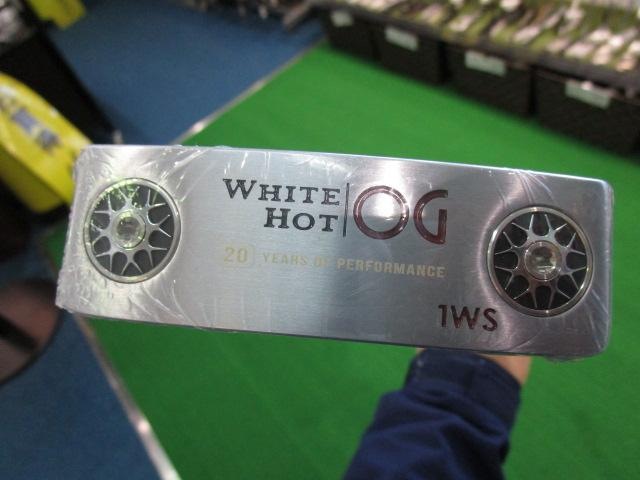 WHITE HOT OG
20 YEARS OF PERFORMANCE
1WS